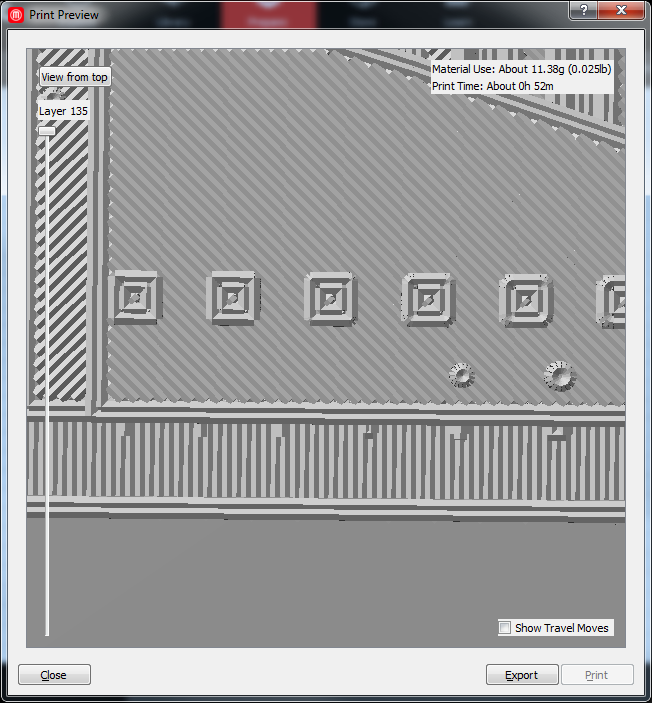 Print Preview
View from top
Material Use: About 11.38g (0.025lb)
Print Time: About 0h 52m
Layer 135
Show Travel Moves
Close
Export
Print